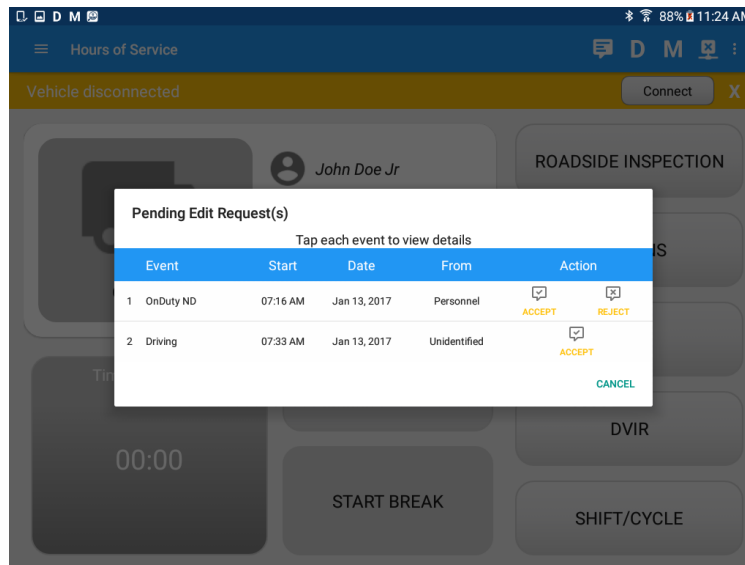 D M 88% 11:24 AM
Hours of Service D M
Vehicle disconnected Connect X
John Doe Jr
ROADSIDE INSPECTION
Pending Edit Request(s)
Tap each event to view details
Event Start Date From Action
1 OnDuty ND 07:16 AM Jan 13, 2017 Personnel ACCEPT REJECT
2 Driving 07:33 AM Jan 13, 2017 Unidentified ACCEPT
CANCEL
DVIR
00:00
START BREAK
SHIFT/CYCLE